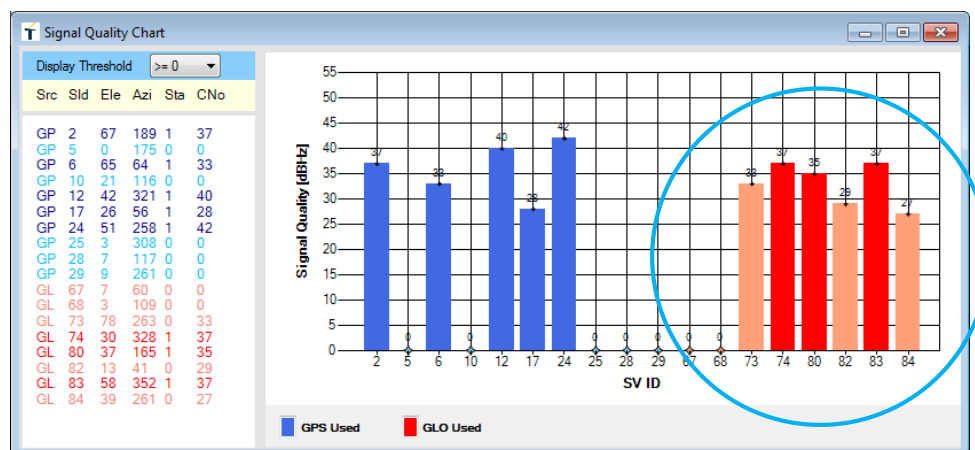 Signal Quality Chart
Display Threshold >= 0
Src SId Ele Azi Sta CNo
GP 2 67 189 1 37
GP 5 0 175 0 0
GP 6 65 64 1 33
GP 10 21 116 0 0
GP 12 42 321 1 40
GP 17 26 56 1 28
GP 24 51 258 1 42
GP 25 3 308 0 0
GP 28 7 117 0 0
GP 29 9 261 0 0
GL 67 7 60 0 0
GL 68 3 109 0 0
GL 73 78 263 0 33
GL 74 30 328 1 37
GL 80 37 165 1 35
GL 82 13 41 0 29
GL 83 58 352 1 37
GL 84 39 261 0 27
Signal Quality [dBHz]
55
50
45
40
35
30
25
20
15
10
5
0
37 0 33 0 40 28 42 0 0 0 0 0 33 37 35 29 37 27
2 5 6 10 12 17 24 25 28 29 67 68 73 74 80 82 83 84
SV ID
GPS Used GLO Used